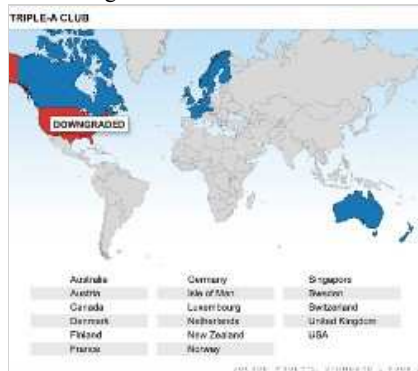 TRIPLE-A CLUB
DOWNGRADED
Australia
Austria
Canada
Denmark
Finland
France
Germany
Isle of Man
Luxembourg
Netherlands
New Zealand
Norway
Singapore
Sweden
Switzerland
United Kingdom
USA